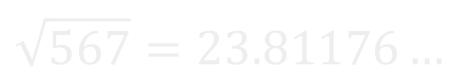 √567 = 23.81176 ...